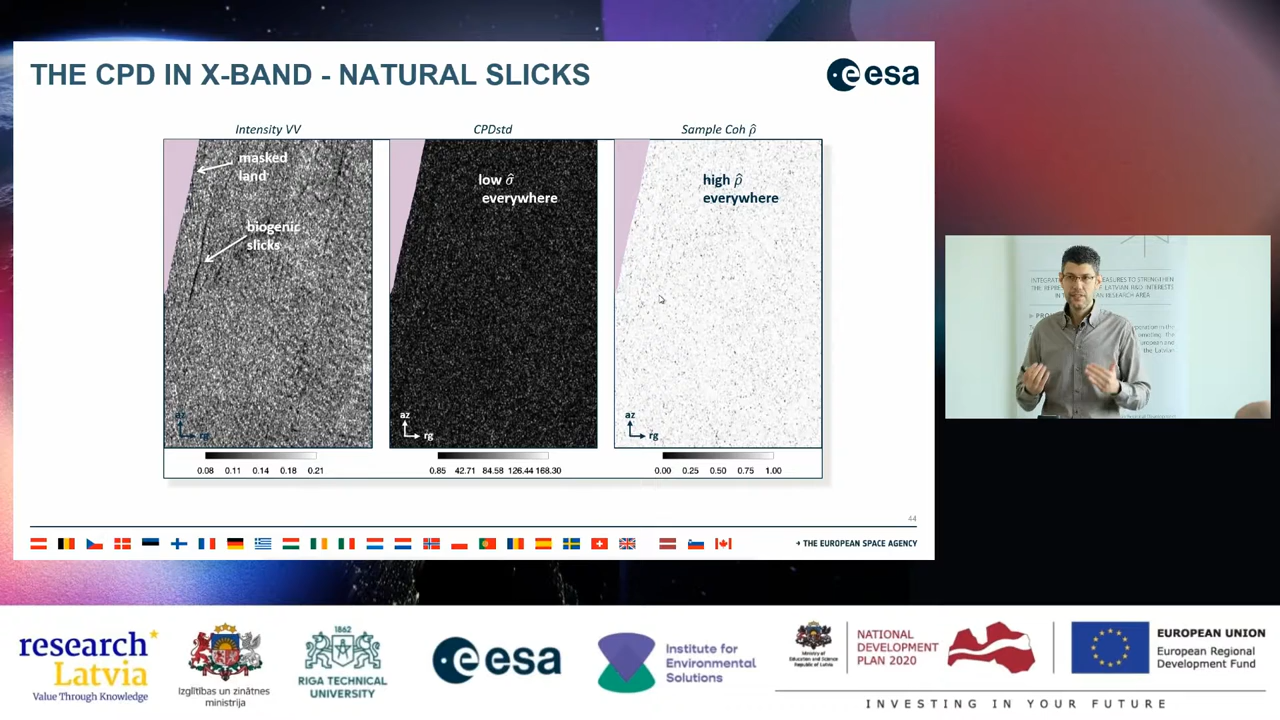 THE CPD IN X-BAND - NATURAL SLICKS
esa
Intensity VV
CPDstd
Sample Coh ρ̂
masked
land
biogenic
slicks
az
rg
low σ̂
everywhere
az
rg
high ρ̂
everywhere
az
rg
0.08 0.11 0.14 0.18 0.21
0.85 42.71 84.58 126.44 168.30
0.00 0.25 0.50 0.75 1.00
44
→ THE EUROPEAN SPACE AGENCY
research
Latvia
Value Through Knowledge
Izglītības un zinātnes
ministrija
1862
RIGA TECHNICAL
UNIVERSITY
esa
Institute for
Environmental
Solutions
Ministry of
Education and Science
Republic of Latvia
NATIONAL
DEVELOPMENT
PLAN 2020
EUROPEAN UNION
European Regional
Development Fund
INVESTING IN YOUR FUTURE